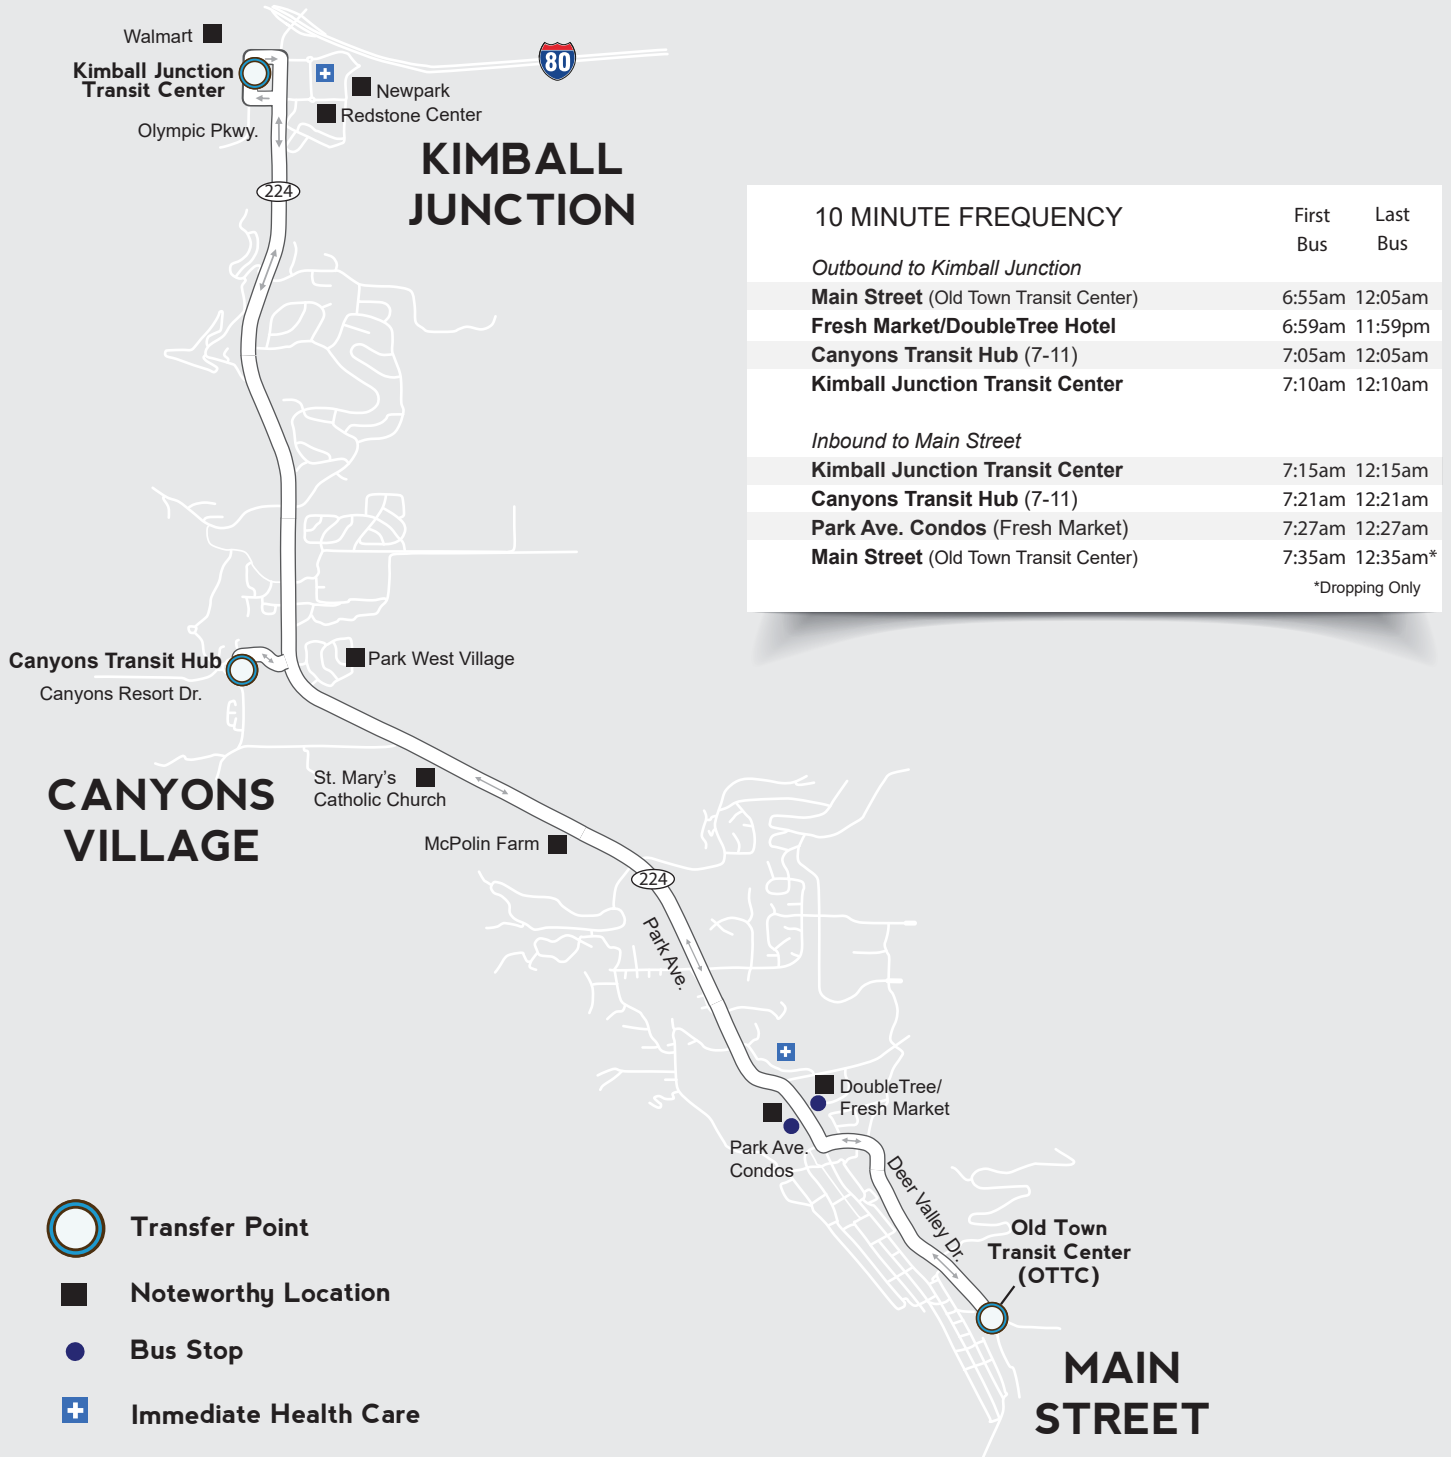 Walmart
Kimball Junction
Transit Center
80
Newpark
Redstone Center
Olympic Pkwy.
KIMBALL
JUNCTION
224
10 MINUTE FREQUENCY First Last
Bus Bus
Outbound to Kimball Junction
Main Street (Old Town Transit Center) 6:55am 12:05am
Fresh Market/DoubleTree Hotel 6:59am 11:59pm
Canyons Transit Hub (7-11) 7:05am 12:05am
Kimball Junction Transit Center 7:10am 12:10am
Inbound to Main Street
Kimball Junction Transit Center 7:15am 12:15am
Canyons Transit Hub (7-11) 7:21am 12:21am
Park Ave. Condos (Fresh Market) 7:27am 12:27am
Main Street (Old Town Transit Center) 7:35am 12:35am*
*Dropping Only
Canyons Transit Hub
Canyons Resort Dr.
Park West Village
CANYONS
VILLAGE
St. Mary's
Catholic Church
McPolin Farm
224
Park Ave.
DoubleTree/
Fresh Market
Park Ave.
Condos
Deer Valley Dr.
Old Town
Transit Center
(OTTC)
MAIN
STREET
Transfer Point
Noteworthy Location
Bus Stop
Immediate Health Care